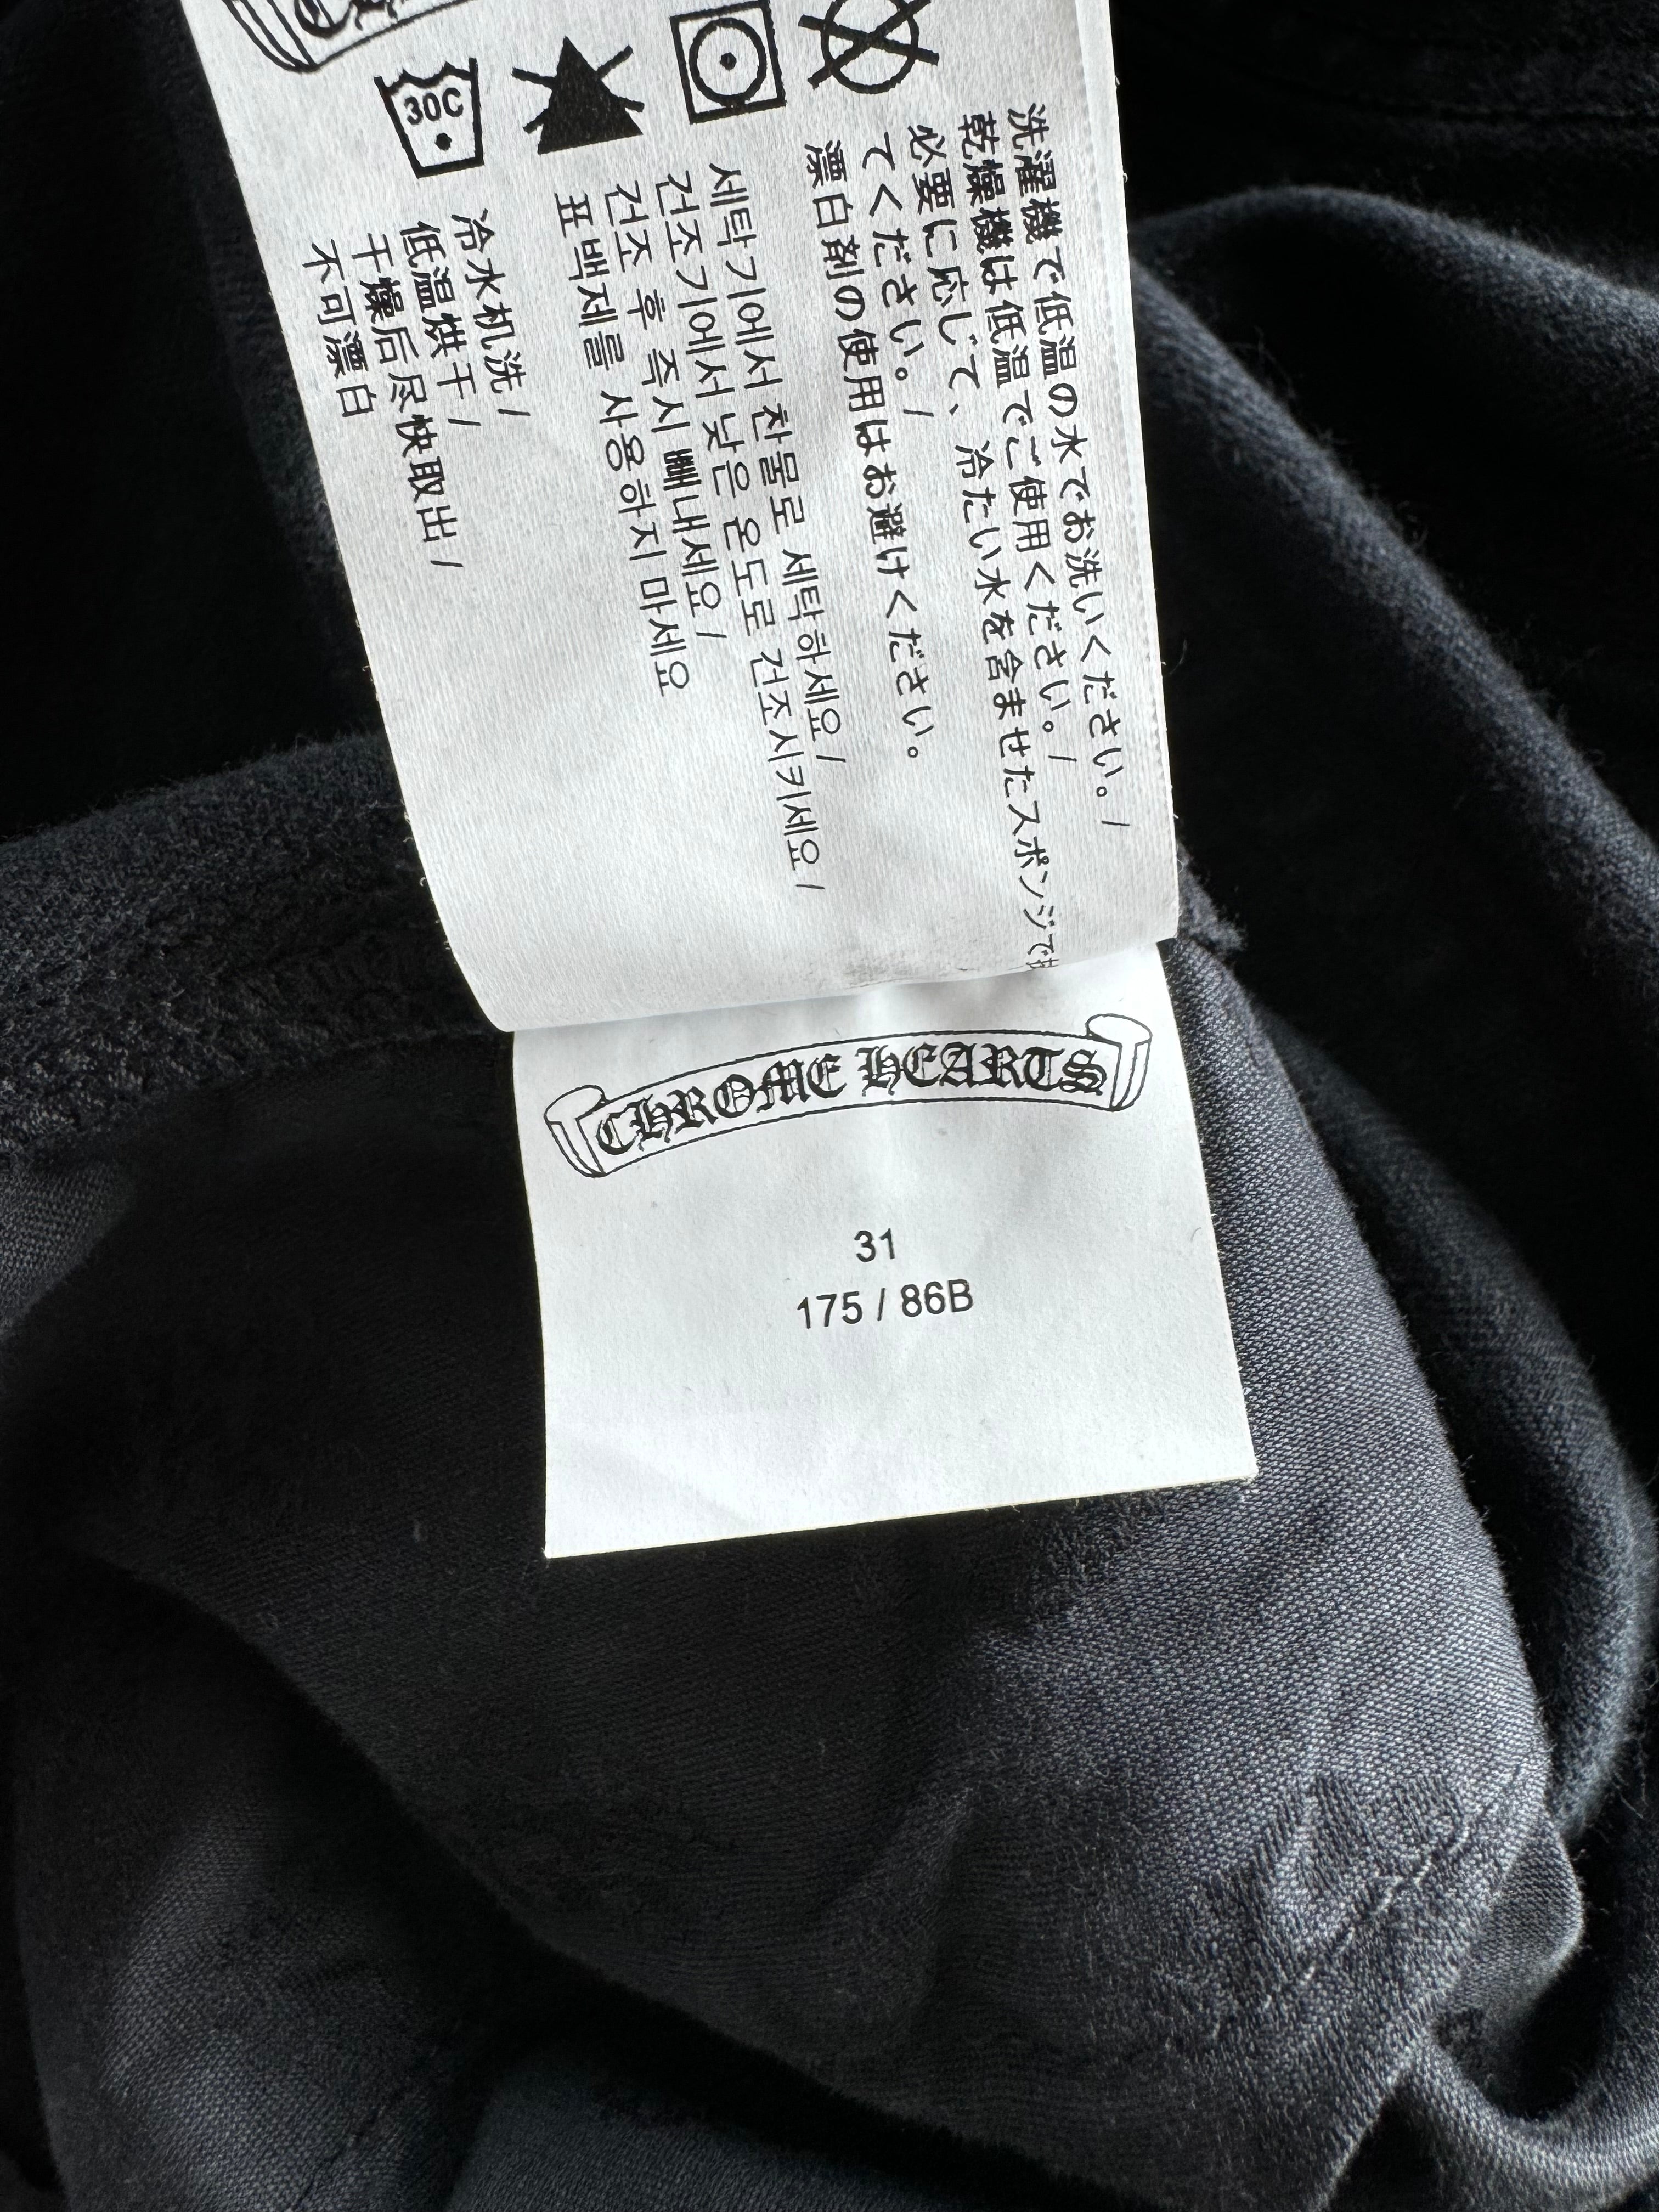 30C
洗濯機で低温の水でお洗いください。/
乾燥機は低温でご使用ください。/
必要に応じて、冷たい水を含ませたスポンジで
てください。/
漂白剤の使用はお避けください。
세탁기에서 찬물로 세탁하세요/
건조기에서 낮은 온도로 건조시키세요/
건조 후 즉시 빼내세요/
표백제를 사용하지 마세요
冷水机洗/
低温烘干/
干燥后尽快取出/
不可漂白
CHROME HEARTS
31
175 / 86B